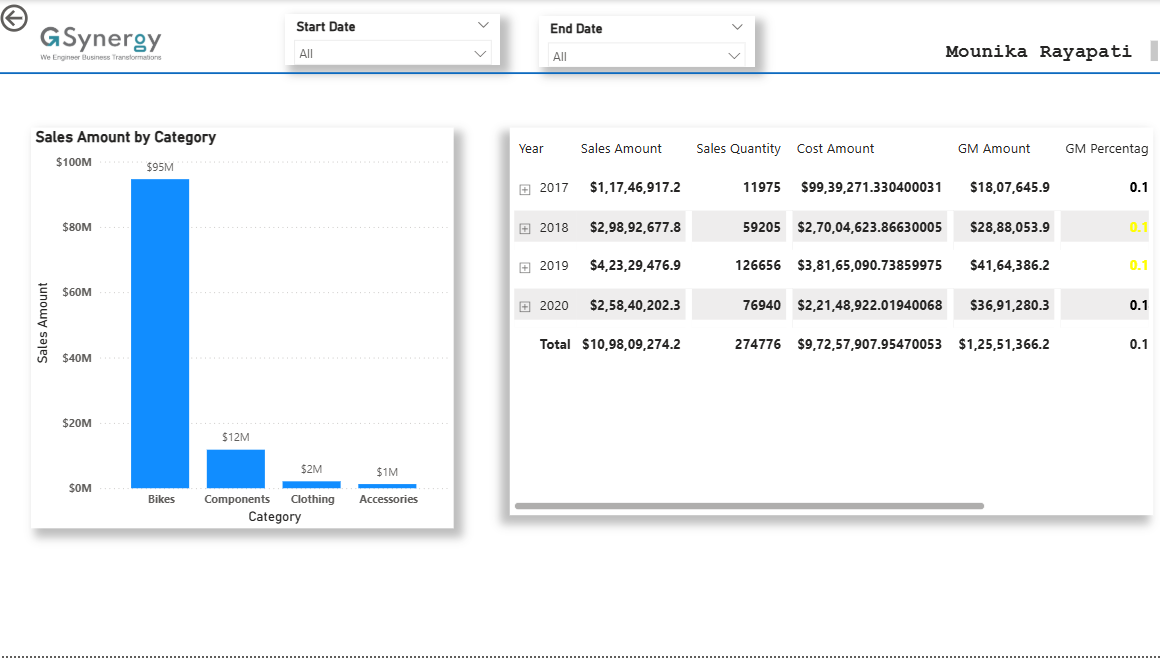 GSynergy
We Engineer Business Transformations
Start Date
All
End Date
All
Mounika Rayapati
Sales Amount by Category
$100M
$80M
$60M
$40M
$20M
$0M
Sales Amount
$95M
$12M
$2M
$1M
Bikes Components Clothing Accessories
Category
Year Sales Amount Sales Quantity Cost Amount GM Amount GM Percentag
2017 $1,17,46,917.2 11975 $99,39,271.330400031 $18,07,645.9 0.1
2018 $2,98,92,677.8 59205 $2,70,04,623.86630005 $28,88,053.9 0.1
2019 $4,23,29,476.9 126656 $3,81,65,090.73859975 $41,64,386.2 0.1
2020 $2,58,40,202.3 76940 $2,21,48,922.01940068 $36,91,280.3 0.1
Total $10,98,09,274.2 274776 $9,72,57,907.95470053 $1,25,51,366.2 0.1